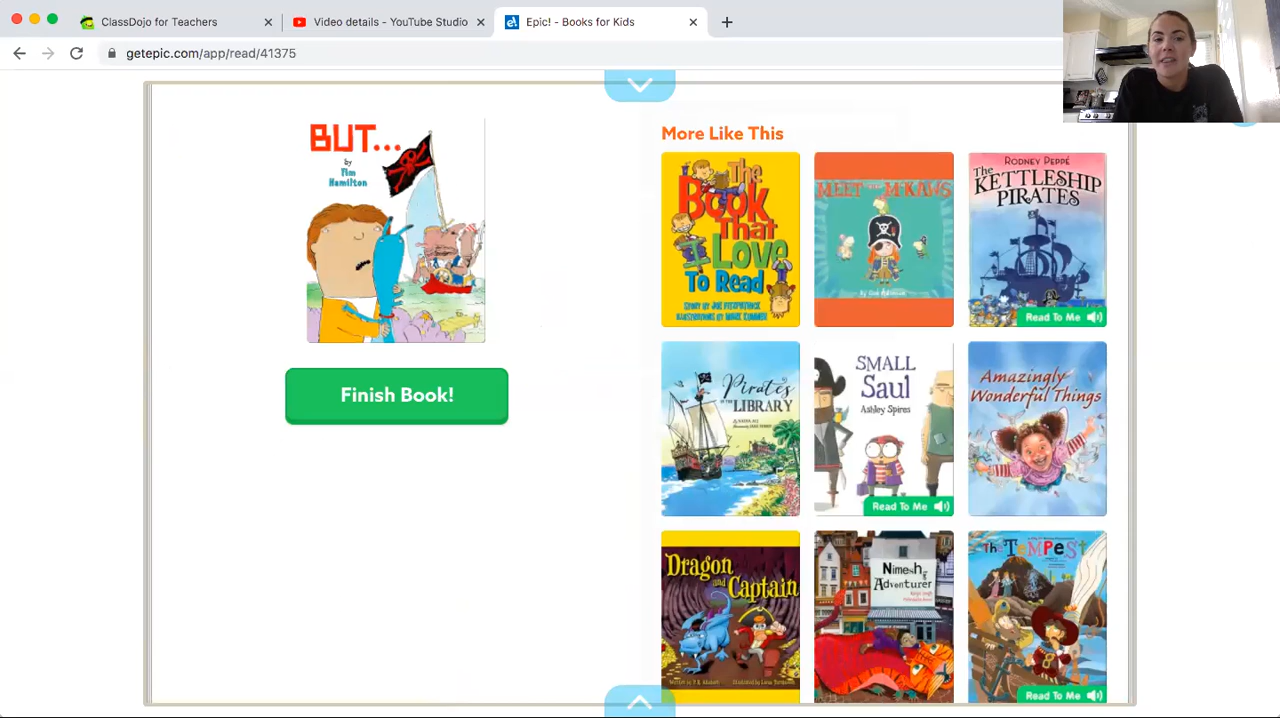 ClassDojo for Teachers
Video details - YouTube Studio
Epic! - Books for Kids
getepic.com/app/read/41375
BUT...
by
Tim
Hamilton
Finish Book!
More Like This
The
Book
That
I Love
To Read
MEET THE MCKAWS
RODNEY PEPPÉ
The
KETTLESHIP
PIRATES
Read To Me
Pirates
IN THE
LIBRARY
SMALL
Saul
Ashley Spires
Read To Me
Amazingly
Wonderful Things
Dragon
and Captain
Nimesh
Adventurer
The TEMPEST
Read To Me